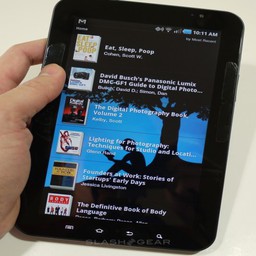 Home
10:11 AM
by Most Recent
Eat, Sleep, Poop
Cohen, Scott W.
David Busch's Panasonic Lumix
DMC-GF1 Guide to Digital Photo...
Busch, David D.; Simon, Dan
The Digital Photography Book,
Volume 2
Kelby, Scott
Lighting for Photography:
Techniques for Studio and Locati...
Glenn Rand
Founders at Work: Stories of
Startups' Early Days
Jessica Livingston
BODY
The Definitive Book of Body
Language
SLASHGEAR